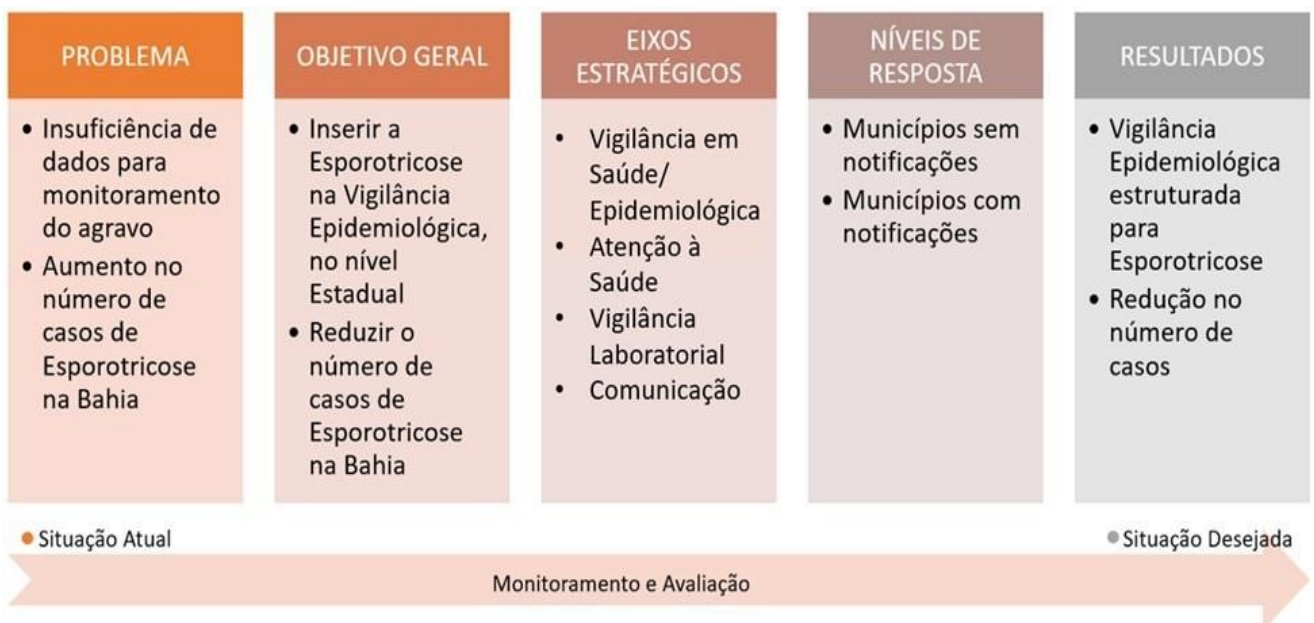 PROBLEMA
• Insuficiência de
dados para
monitoramento
do agravo
• Aumento no
número de
casos de
Esporotricose
na Bahia
OBJETIVO GERAL
• Inserir a
Esporotricose
na Vigilância
Epidemiológica,
no nível
Estadual
• Reduzir o
número de
casos de
Esporotricose
na Bahia
EIXOS
ESTRATÉGICOS
• Vigilância em
Saúde/
Epidemiológica
• Atenção à
Saúde
• Vigilância
Laboratorial
• Comunicação
NÍVEIS DE
RESPOSTA
• Municípios sem
notificações
• Municípios com
notificações
RESULTADOS
• Vigilância
Epidemiológica
estruturada
para
Esporotricose
• Redução no
número de
casos
• Situação Atual
• Situação Desejada
Monitoramento e Avaliação